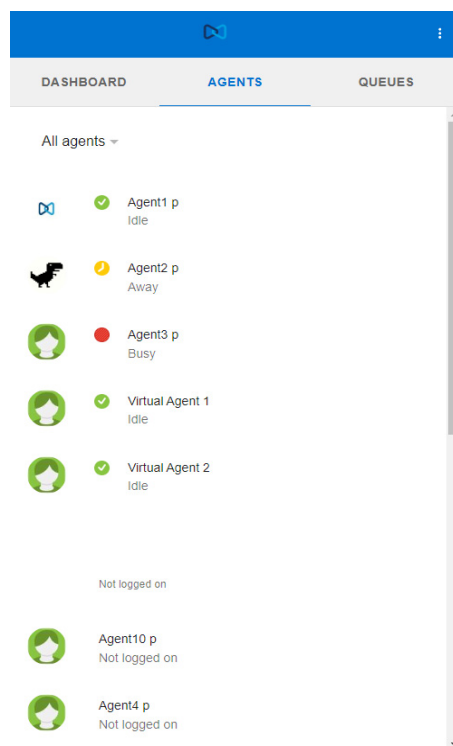 DASHBOARD AGENTS QUEUES
All agents
Agent1 p
Idle
Agent2 p
Away
Agent3 p
Busy
Virtual Agent 1
Idle
Virtual Agent 2
Idle
Not logged on
Agent10 p
Not logged on
Agent4 p
Not logged on